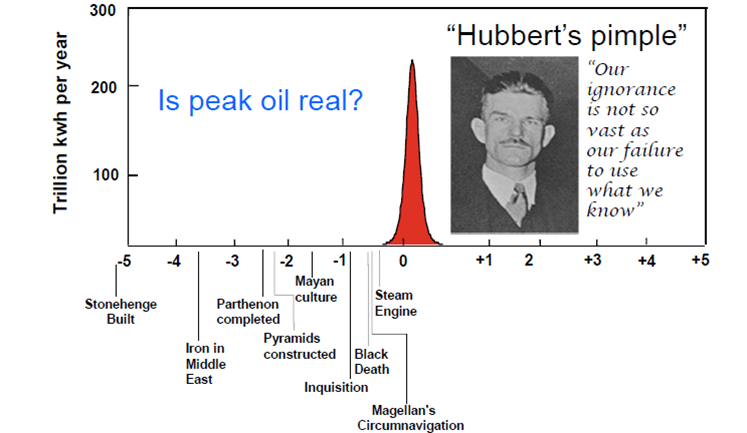 "Hubbert's pimple"
Is peak oil real?
"Our
ignorance
is not so
vast as
our failure
to use
what we
know"
Trillion kwh per year
300
200
100
-5
-4
-3
-2
-1
0
+1
2
+3
+4
+5
Stonehenge
Built
Iron in
Middle
East
Parthenon
completed
Pyramids
constructed
Mayan
culture
Inquisition
Black
Death
Steam
Engine
Magellan's
Circumnavigation